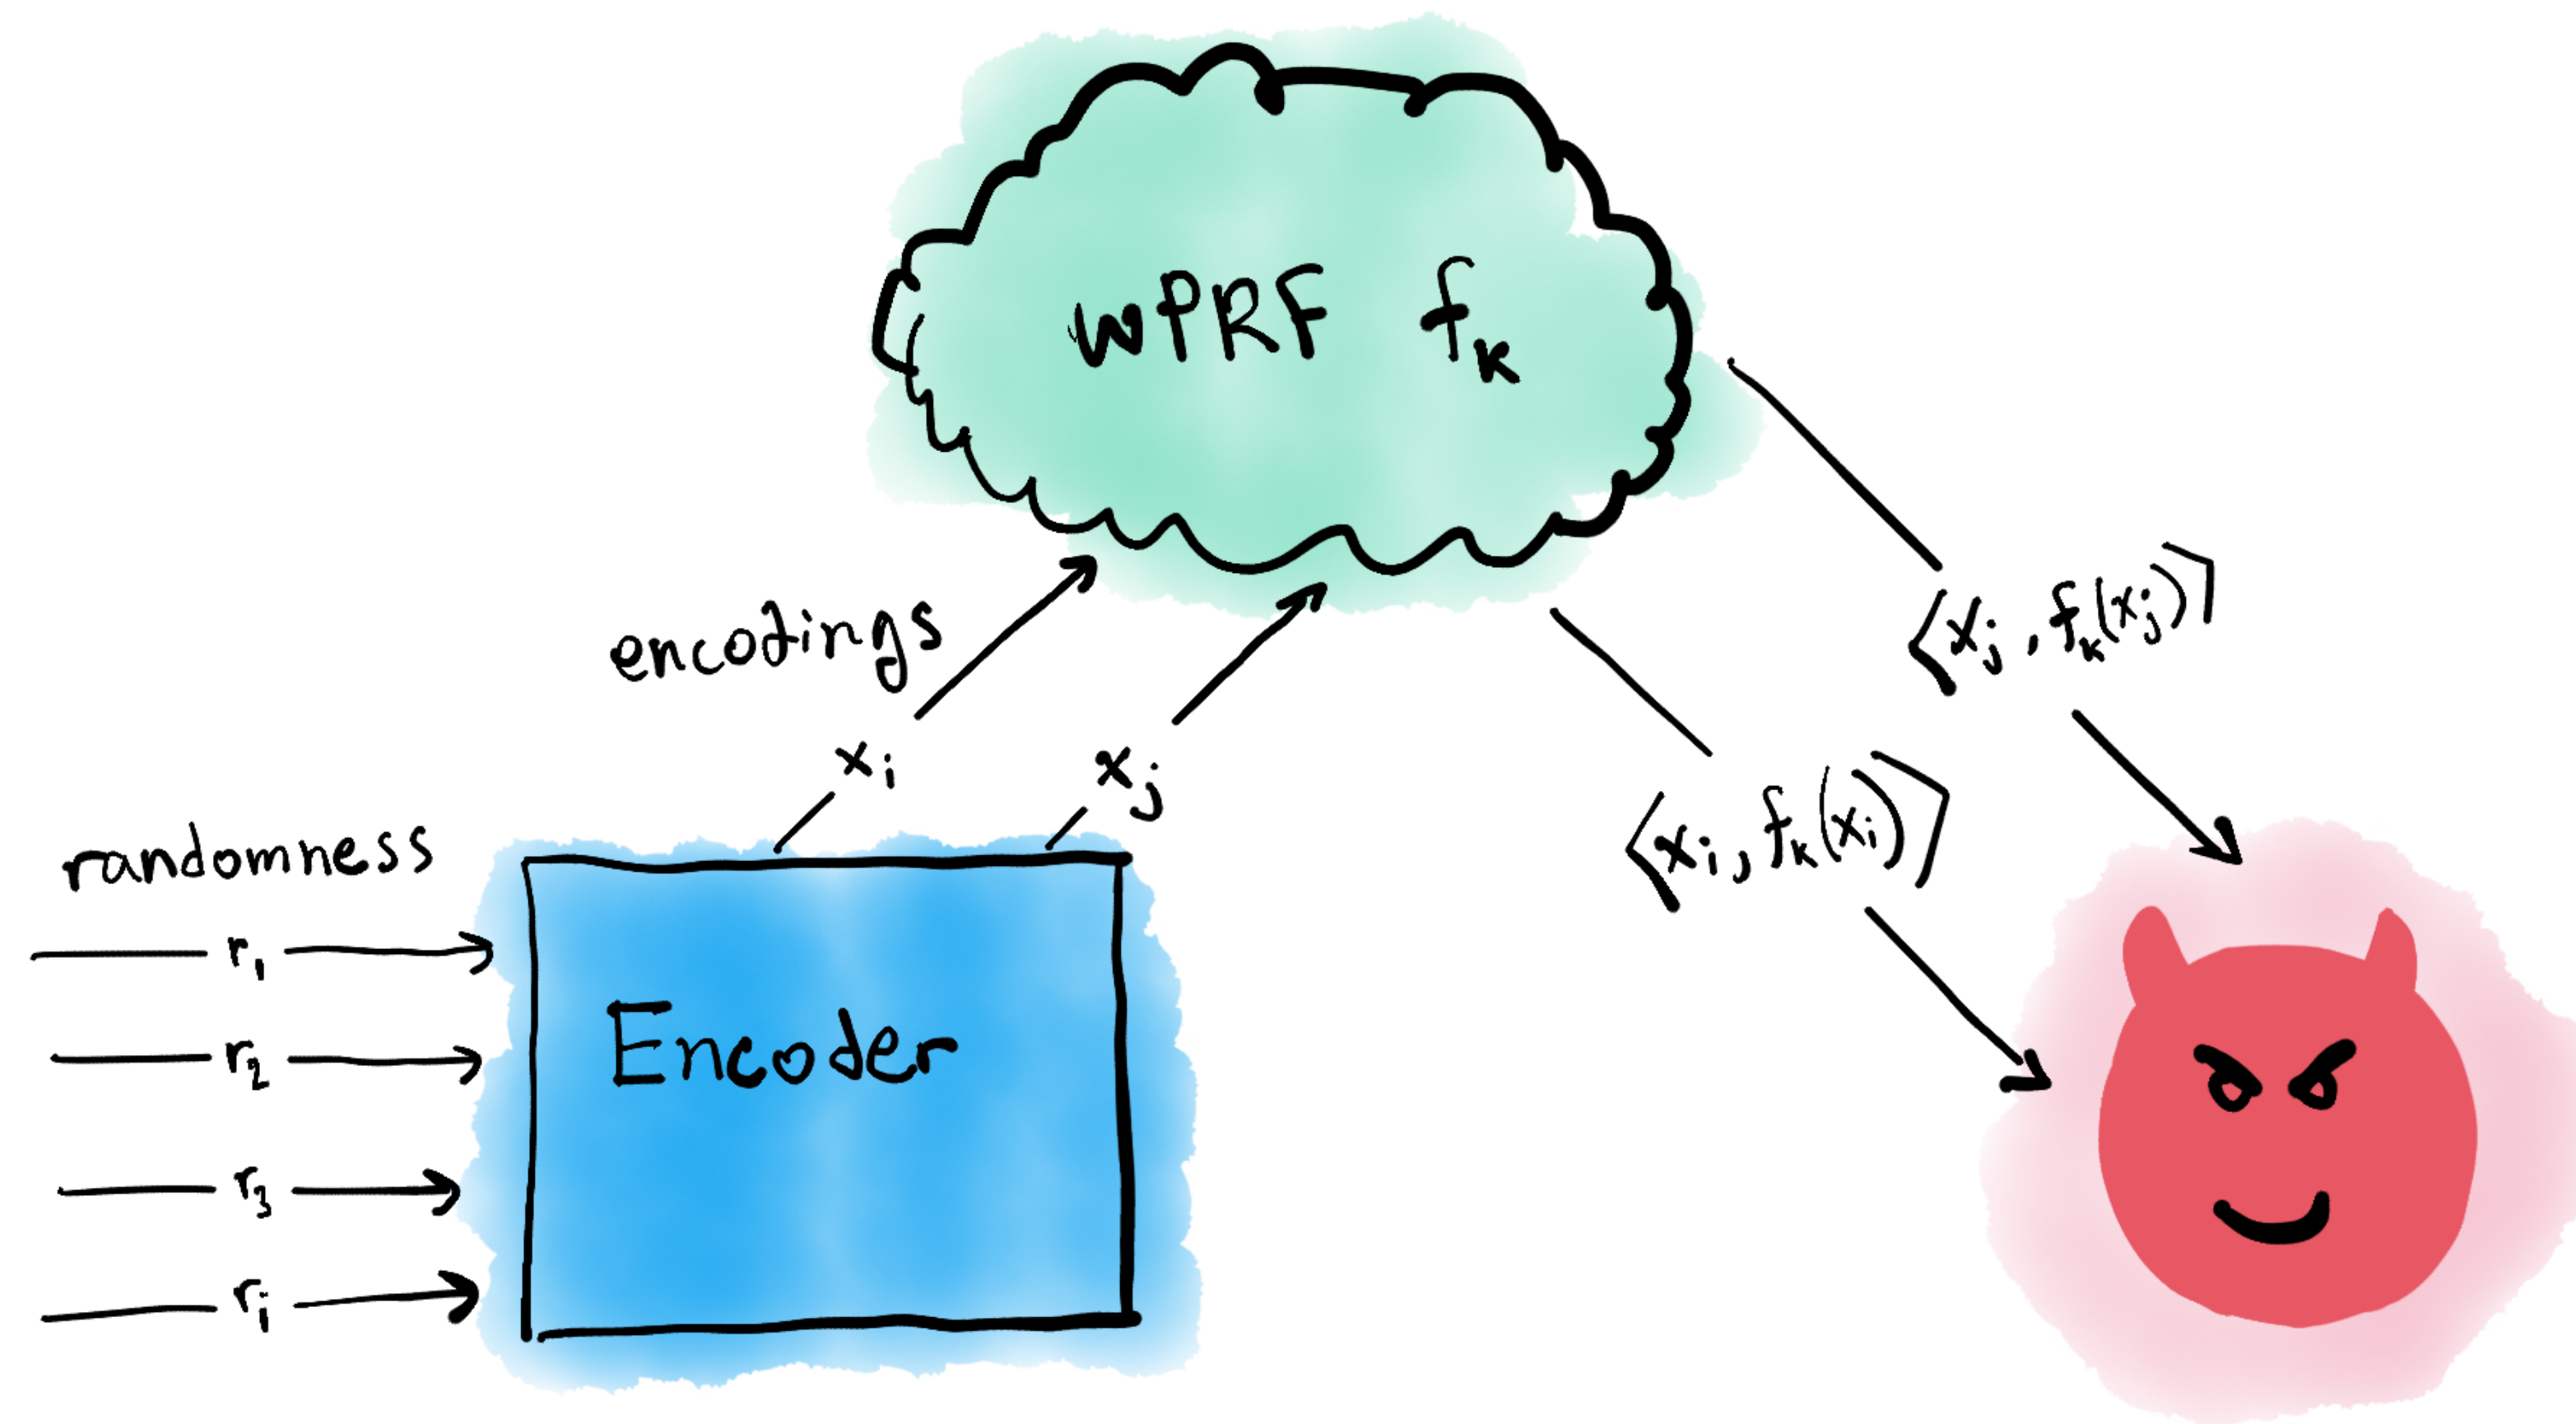 wPRF f_k
encodings
x_i
x_j
⟨x_j, f_k(x_j)⟩
⟨x_i, f_k(x_i)⟩
randomness
r_1
r_2
r_3
r_i
Encoder